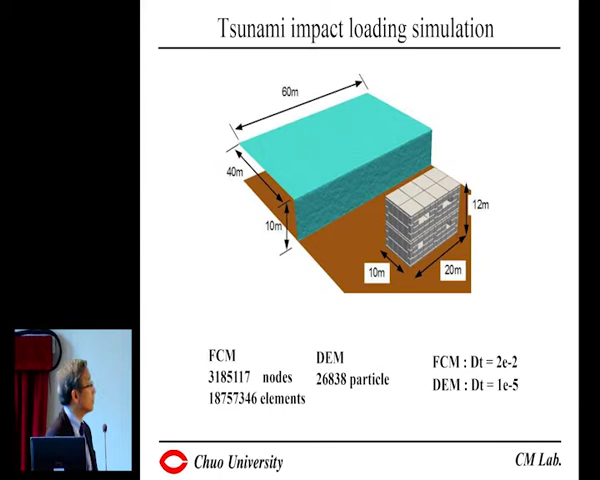 Tsunami impact loading simulation
60m
40m
10m
12m
10m
20m
FCM
3185117 nodes
18757346 elements
DEM
26838 particle
FCM : Dt = 2e-2
DEM : Dt = 1e-5
Chuo University
CM Lab.